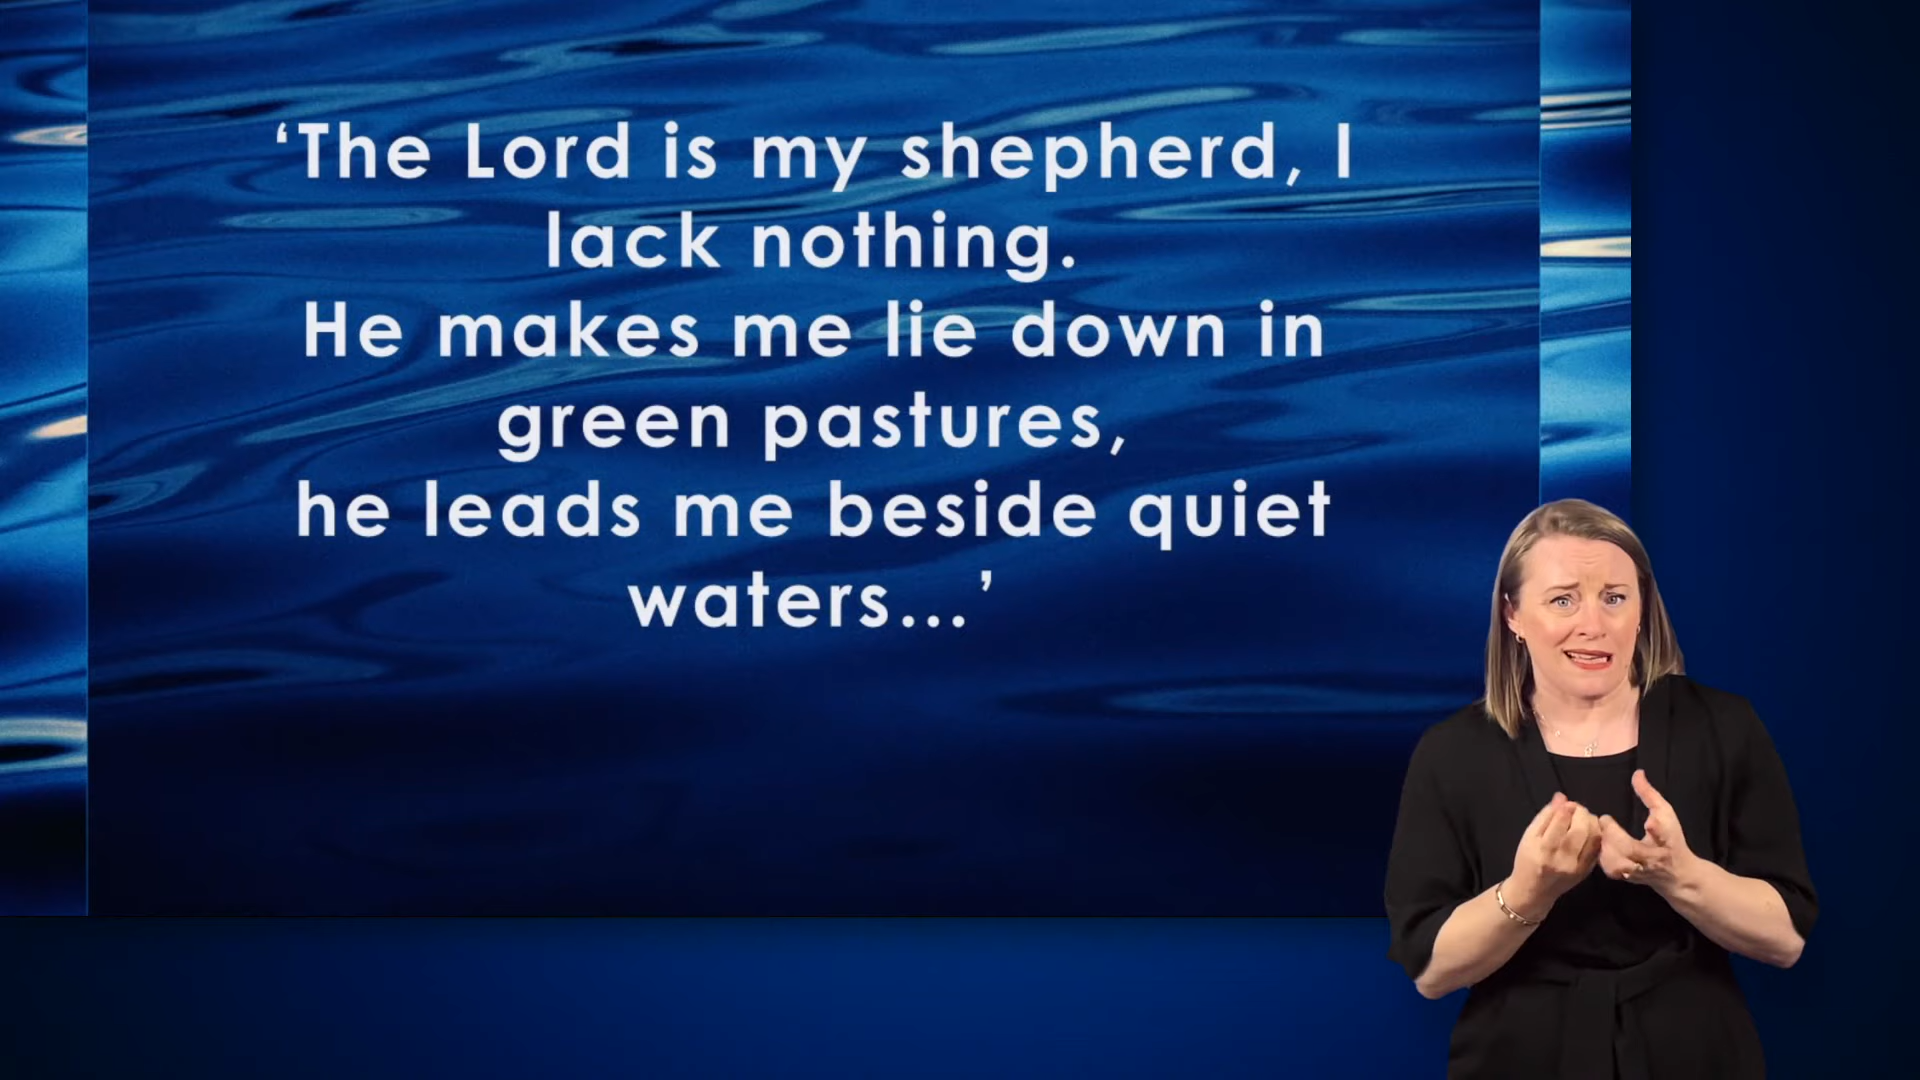 ‘The Lord is my shepherd, I
lack nothing.
He makes me lie down in
green pastures,
he leads me beside quiet
waters...’